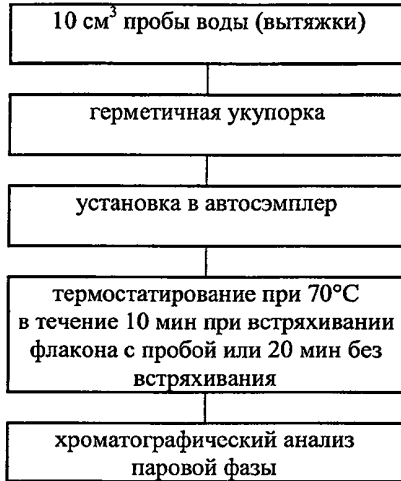 10 см³ пробы воды (вытяжки)
герметичная укупорка
установка в автосэмплер
термостатирование при 70°С
в течение 10 мин при встряхивании
флакона с пробой или 20 мин без
встряхивания
хроматографический анализ
паровой фазы